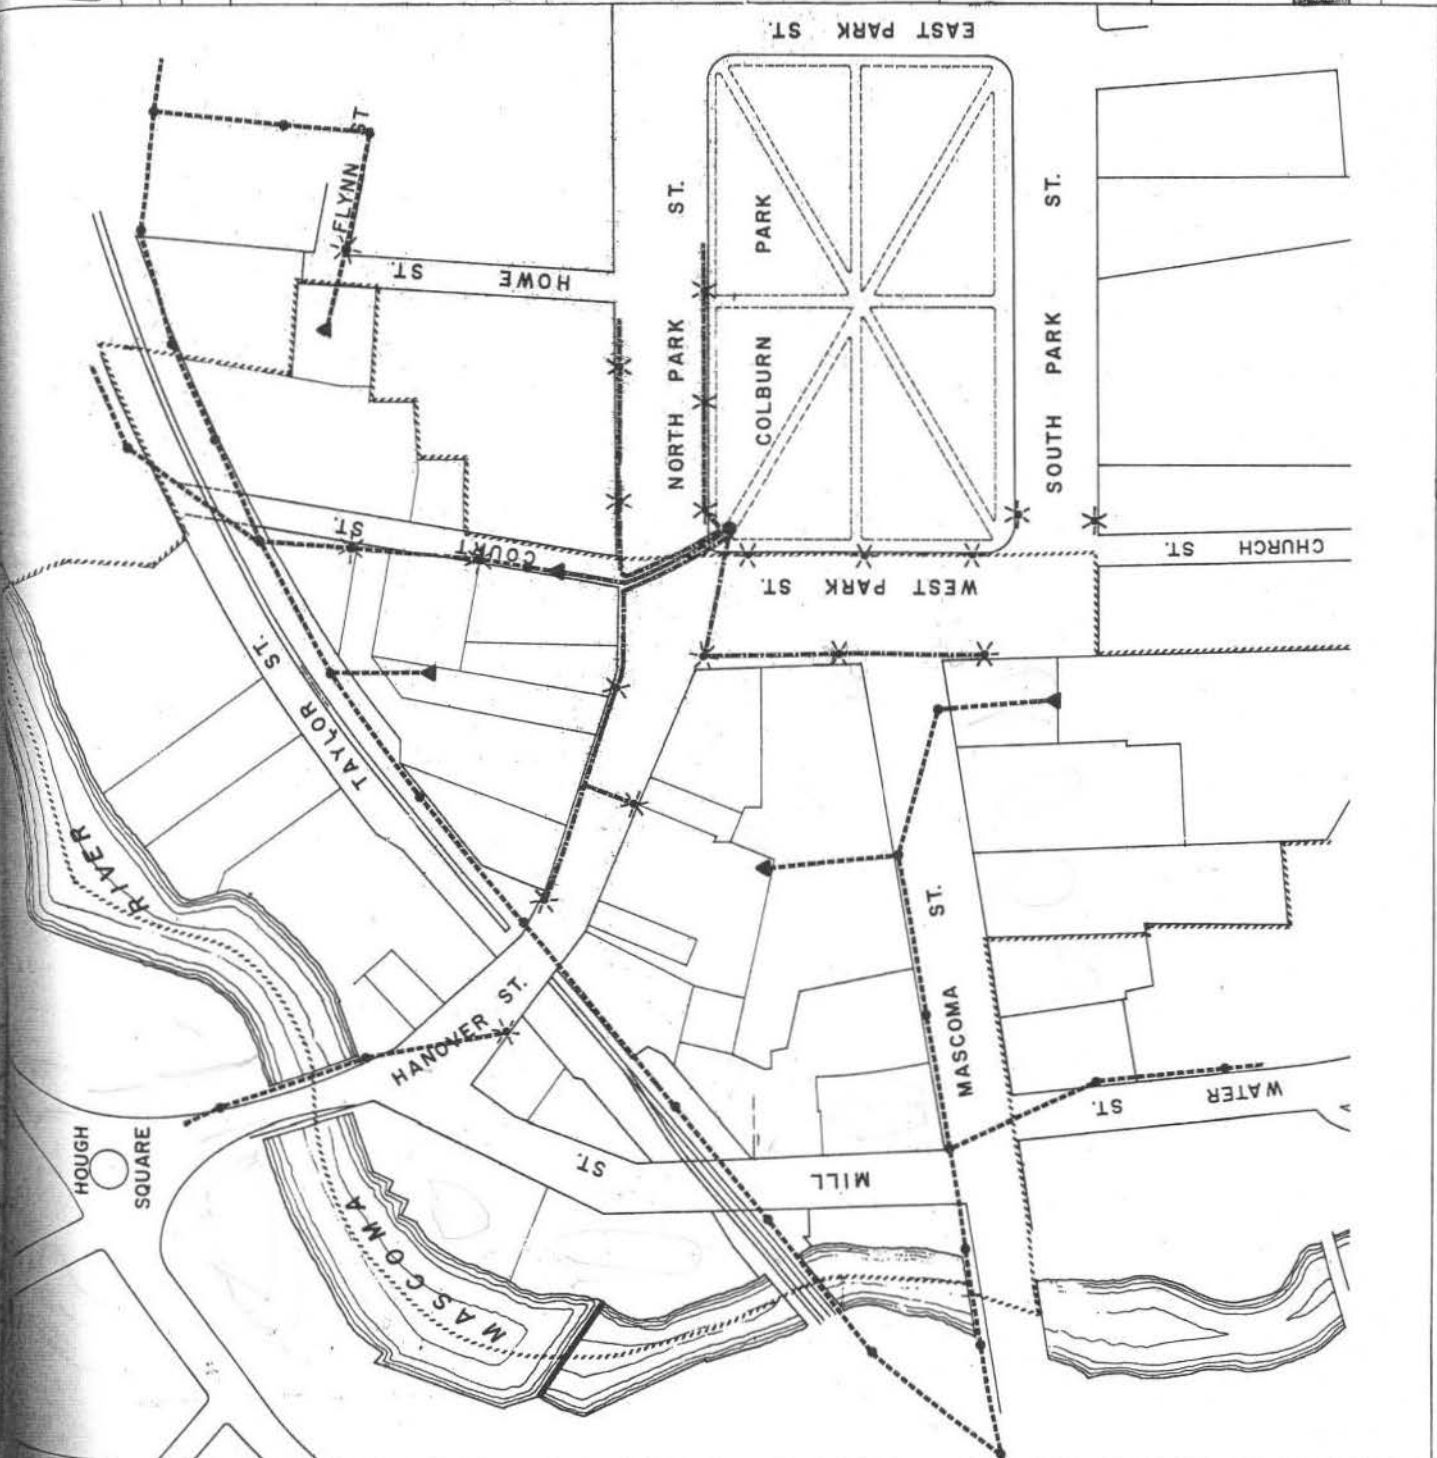 EAST PARK ST.
FLYNN ST
HOWE ST.
NORTH PARK ST.
COLBURN PARK
SOUTH PARK ST.
COURT ST.
CHURCH ST.
WEST PARK ST.
TAYLOR ST.
RIVER
HANOVER ST.
MASCOMA ST.
WATER ST.
HOUGH
SQUARE
MILL ST.
MASCOMA